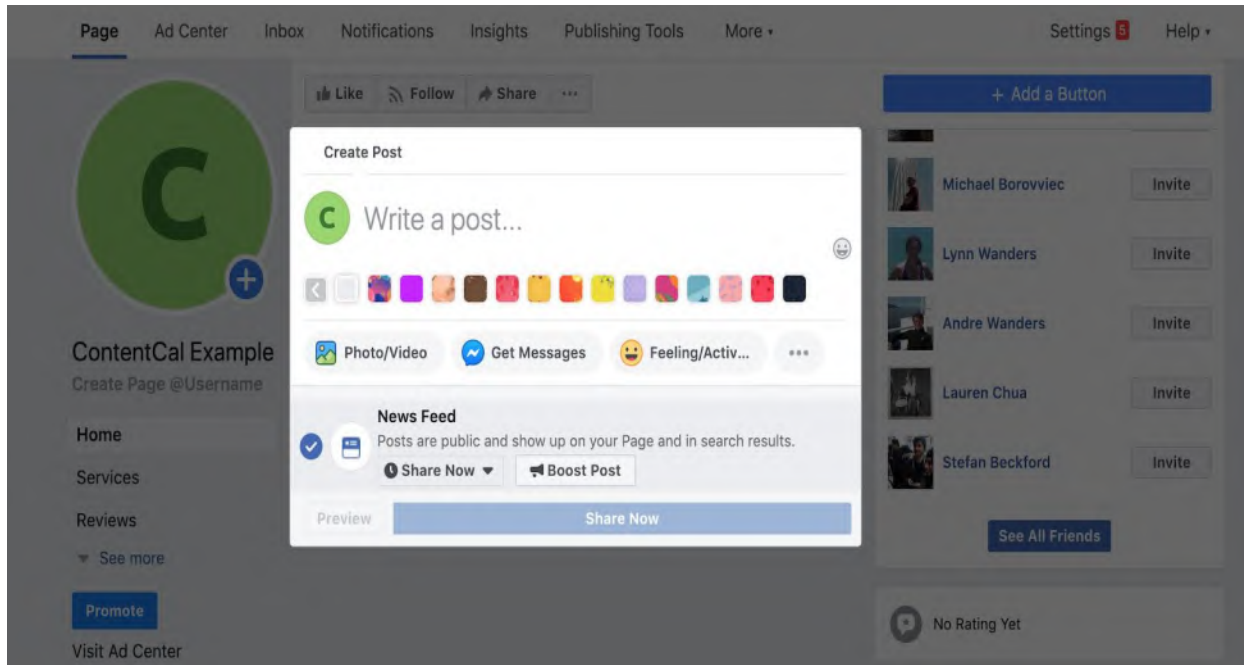 Page Ad Center Inbox Notifications Insights Publishing Tools More Settings 5 Help
Like Follow Share ...
+ Add a Button
Create Post
C
C Write a post...
Michael Borovviec Invite
Lynn Wanders Invite
Andre Wanders Invite
Lauren Chua Invite
Stefan Beckford Invite
See All Friends
No Rating Yet
Photo/Video Get Messages Feeling/Activ... ...
News Feed
Posts are public and show up on your Page and in search results.
Share Now Boost Post
Preview Share Now
ContentCal Example
Create Page @Username
Home
Services
Reviews
See more
Promote
Visit Ad Center